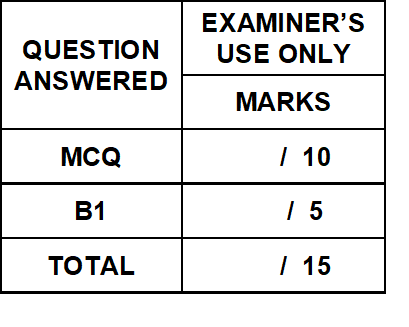 QUESTION
ANSWERED
EXAMINER’S
USE ONLY
MARKS
MCQ / 10
B1 / 5
TOTAL / 15